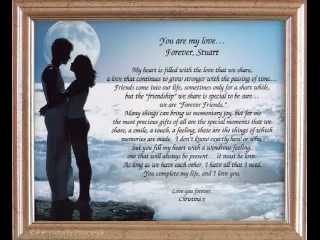 You are my love…
Forever, Stuart
My heart is filled with the love that we share,
a love that continues to grow stronger with the passing of time…
Friends come into our life, sometimes only for a short while,
but the "friendship" we share is special to be sure…
we are "Forever Friends."
Many things can bring us momentary joy, but for me
the most precious gifts of all are the special moments that we
share, a smile, a touch, a feeling, these are the things of which
memories are made. I don't know exactly how or why,
but you fill my heart with a wondrous feeling,
one that will always be present… it must be love.
As long as we have each other, I have all that I need.
You complete my life, and I love you.
Love you forever,
Christina